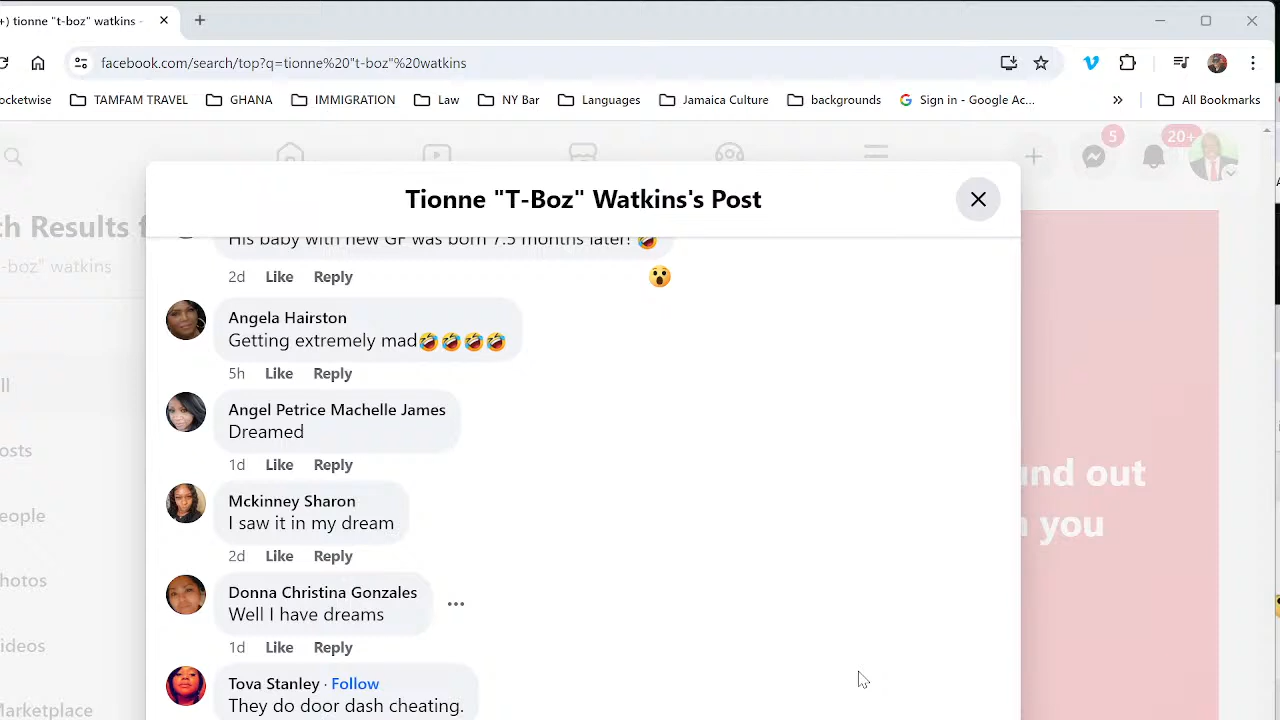 +) tionne "t-boz" watkins -
facebook.com/search/top?q=tionne%20"t-boz"%20watkins
ocketwise TAMFAM TRAVEL GHANA IMMIGRATION Law NY Bar Languages Jamaica Culture backgrounds Sign in - Google Ac... » All Bookmarks
5 20+
ch Results f
-boz" watkins
ll
osts
eople
hotos
ideos
arketplace
Tionne "T-Boz" Watkins's Post
His baby with new GF was born 7.5 months later! 🤣
2d Like Reply 😮
Angela Hairston
Getting extremely mad🤣🤣🤣🤣
5h Like Reply
Angel Petrice Machelle James
Dreamed
1d Like Reply
Mckinney Sharon
I saw it in my dream
2d Like Reply
Donna Christina Gonzales
Well I have dreams
1d Like Reply
Tova Stanley · Follow
They do door dash cheating.
und out
n you